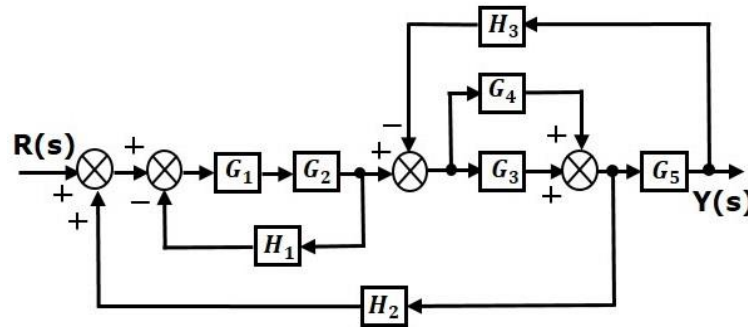 H₃
−
G₄
R(s)
+
−
+
+
+
G₁
G₂
+
G₃
+
G₅
Y(s)
+
H₁
H₂